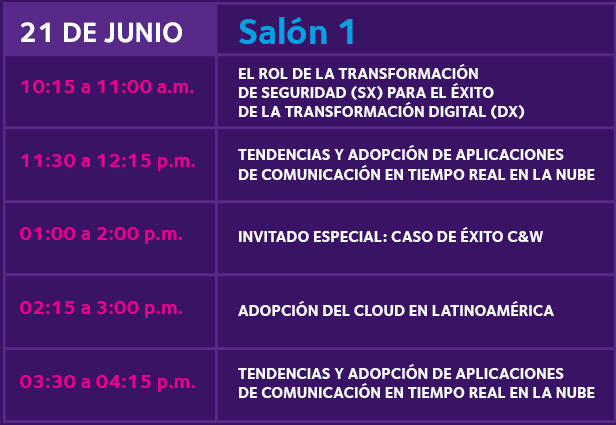 21 DE JUNIO
Salón 1
10:15 a 11:00 a.m.
EL ROL DE LA TRANSFORMACIÓN
DE SEGURIDAD (SX) PARA EL ÉXITO
DE LA TRANSFORMACIÓN DIGITAL (DX)
11:30 a 12:15 p.m.
TENDENCIAS Y ADOPCIÓN DE APLICACIONES
DE COMUNICACIÓN EN TIEMPO REAL EN LA NUBE
01:00 a 2:00 p.m.
INVITADO ESPECIAL: CASO DE ÉXITO C&W
02:15 a 3:00 p.m.
ADOPCIÓN DEL CLOUD EN LATINOAMÉRICA
03:30 a 04:15 p.m.
TENDENCIAS Y ADOPCIÓN DE APLICACIONES
DE COMUNICACIÓN EN TIEMPO REAL EN LA NUBE